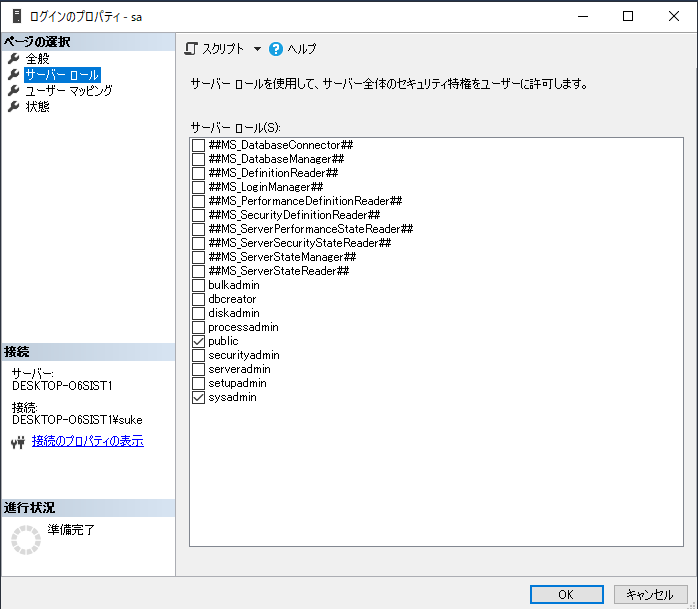 ログインのプロパティ - sa
ページの選択
全般
サーバー ロール
ユーザー マッピング
状態
スクリプト
ヘルプ
サーバー ロールを使用して、サーバー全体のセキュリティ特権をユーザーに許可します。
サーバー ロール(S):
##MS_DatabaseConnector##
##MS_DatabaseManager##
##MS_DefinitionReader##
##MS_LoginManager##
##MS_PerformanceDefinitionReader##
##MS_SecurityDefinitionReader##
##MS_ServerPerformanceStateReader##
##MS_ServerSecurityStateReader##
##MS_ServerStateManager##
##MS_ServerStateReader##
bulkadmin
dbcreator
diskadmin
processadmin
public
securityadmin
serveradmin
setupadmin
sysadmin
接続
サーバー:
DESKTOP-O6SIST1
接続:
DESKTOP-O6SIST1¥suke
接続のプロパティの表示
進行状況
準備完了
OK
キャンセル